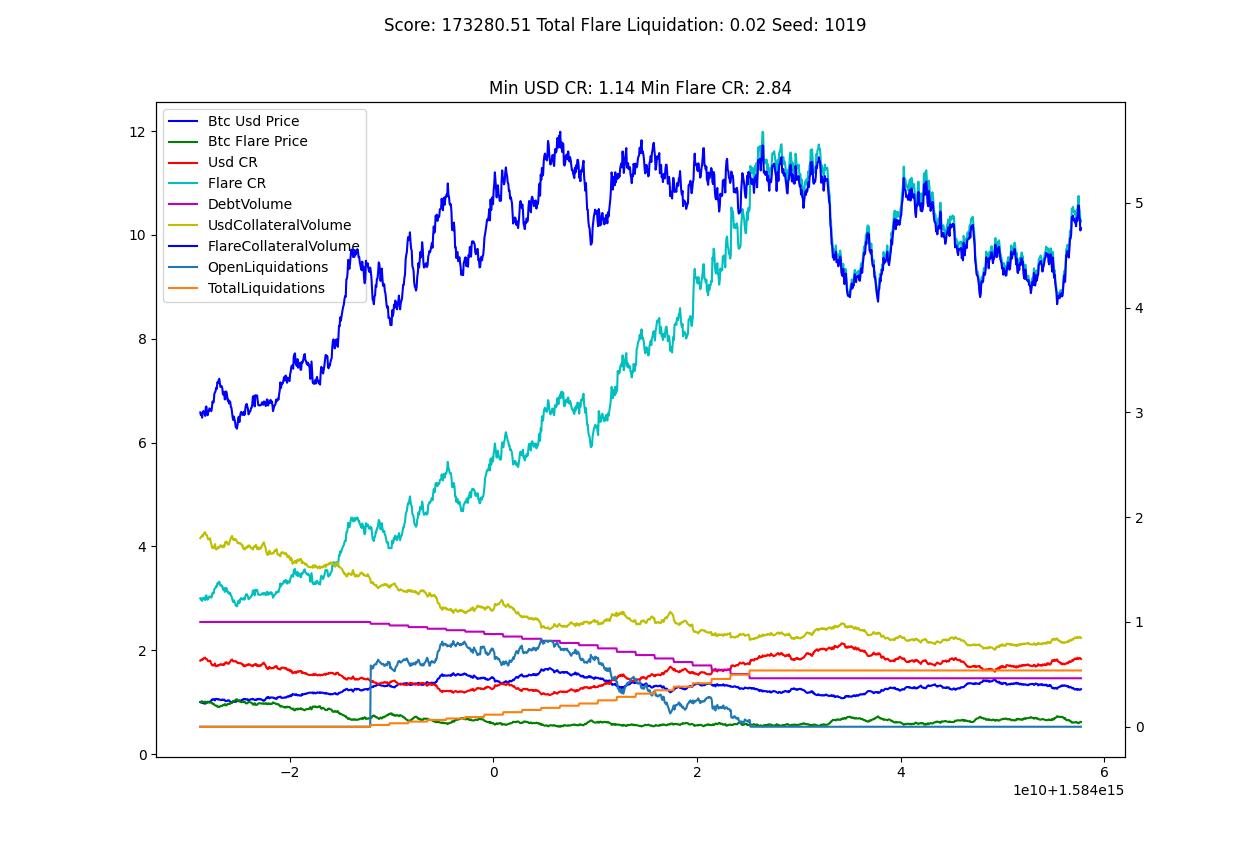 Score: 173280.51 Total Flare Liquidation: 0.02 Seed: 1019
Min USD CR: 1.14 Min Flare CR: 2.84
Btc Usd Price
Btc Flare Price
Usd CR
Flare CR
DebtVolume
UsdCollateralVolume
FlareCollateralVolume
OpenLiquidations
TotalLiquidations
12
10
8
6
4
2
0
5
4
3
2
1
0
−2
0
2
4
6
1e10+1.584e15